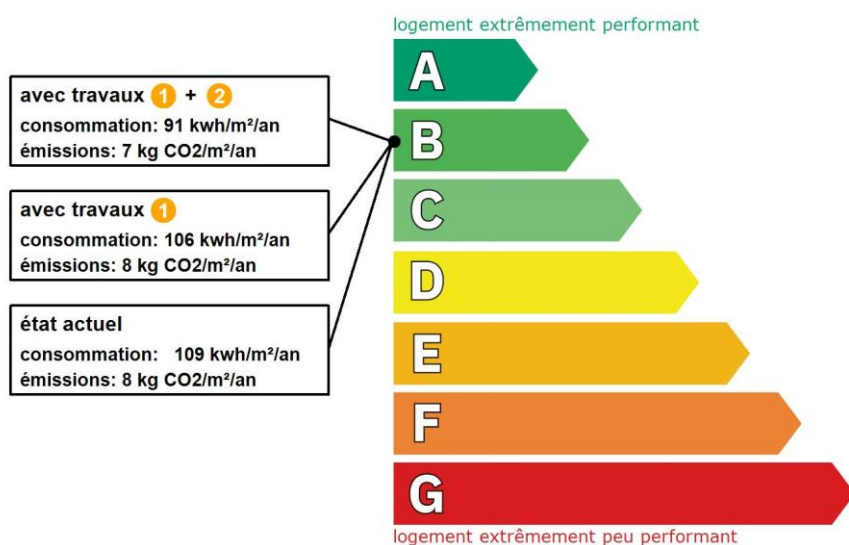 logement extrêmement performant
avec travaux 1 + 2
consommation: 91 kwh/m²/an
émissions: 7 kg CO2/m²/an
avec travaux 1
consommation: 106 kwh/m²/an
émissions: 8 kg CO2/m²/an
état actuel
consommation: 109 kwh/m²/an
émissions: 8 kg CO2/m²/an
A
B
C
D
E
F
G
logement extrêmement peu performant